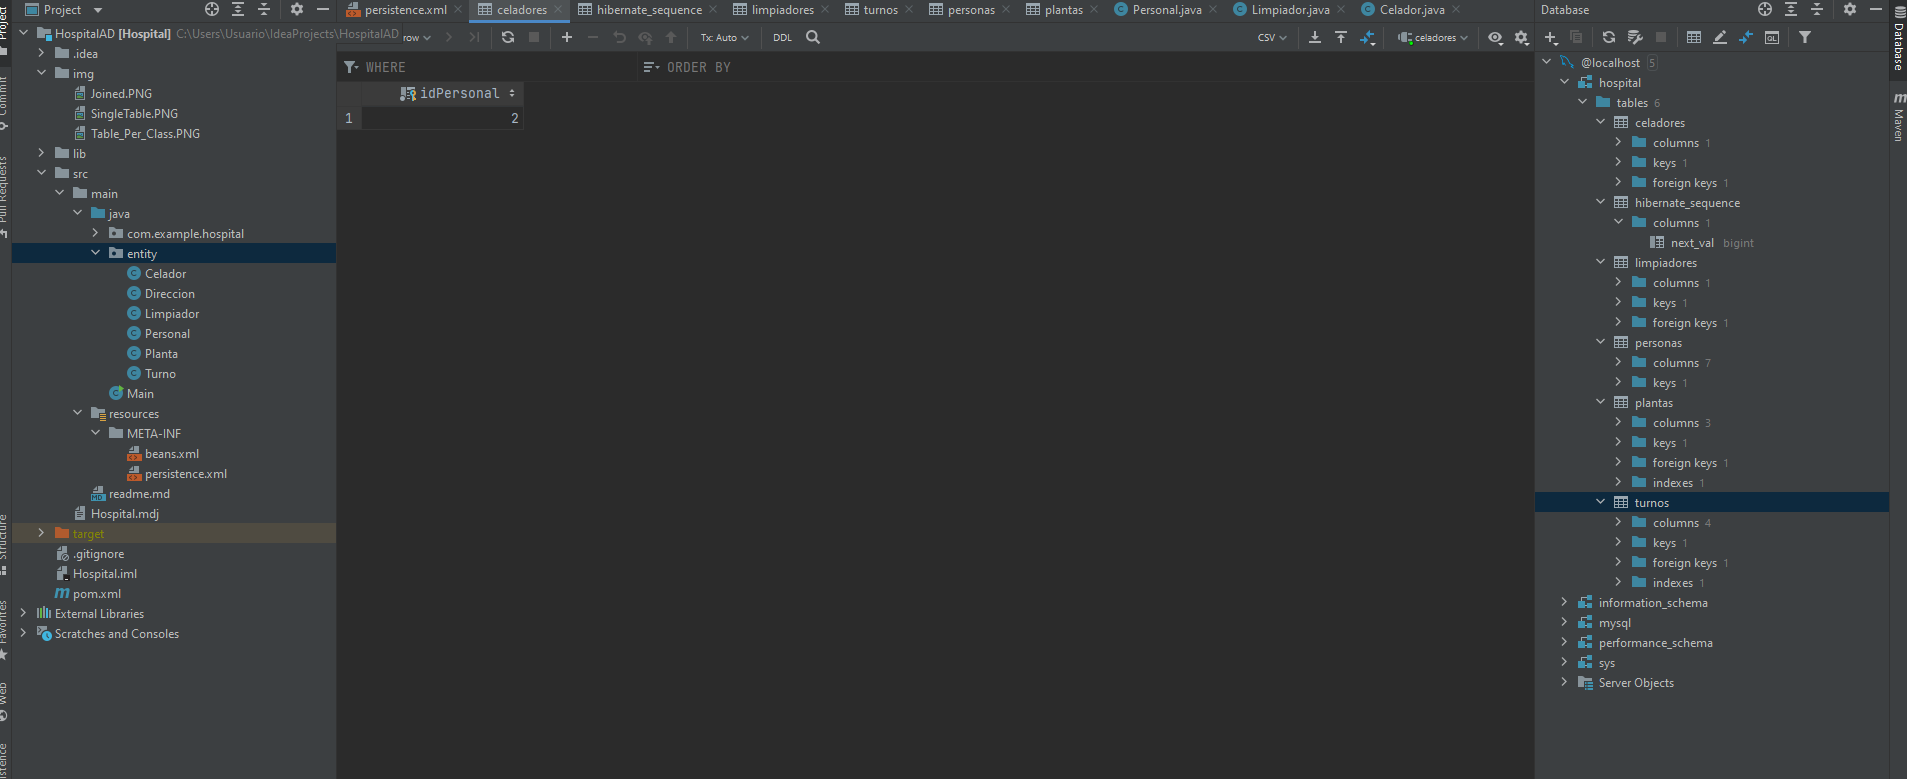 Project
persistence.xml
celadores
hibernate_sequence
limpiadores
turnos
personas
plantas
Personal.java
Limpiador.java
Celador.java
Database
HospitalAD [Hospital] C:\Users\Usuario\IdeaProjects\HospitalAD
row
Tx: Auto
DDL
CSV
celadores
WHERE
ORDER BY
idPersonal
1 2
.idea
img
Joined.PNG
SingleTable.PNG
Table_Per_Class.PNG
lib
src
main
java
com.example.hospital
entity
Celador
Direccion
Limpiador
Personal
Planta
Turno
Main
resources
META-INF
beans.xml
persistence.xml
readme.md
Hospital.mdj
target
.gitignore
Hospital.iml
pom.xml
External Libraries
Scratches and Consoles
@localhost 5
hospital
tables 6
celadores
columns 1
keys 1
foreign keys 1
hibernate_sequence
columns 1
next_val bigint
limpiadores
columns 1
keys 1
foreign keys 1
personas
columns 7
keys 1
plantas
columns 3
keys 1
foreign keys 1
indexes 1
turnos
columns 4
keys 1
foreign keys 1
indexes 1
information_schema
mysql
performance_schema
sys
Server Objects
Project
Commit
Pull Requests
Structure
Favorites
Web
Database
Maven